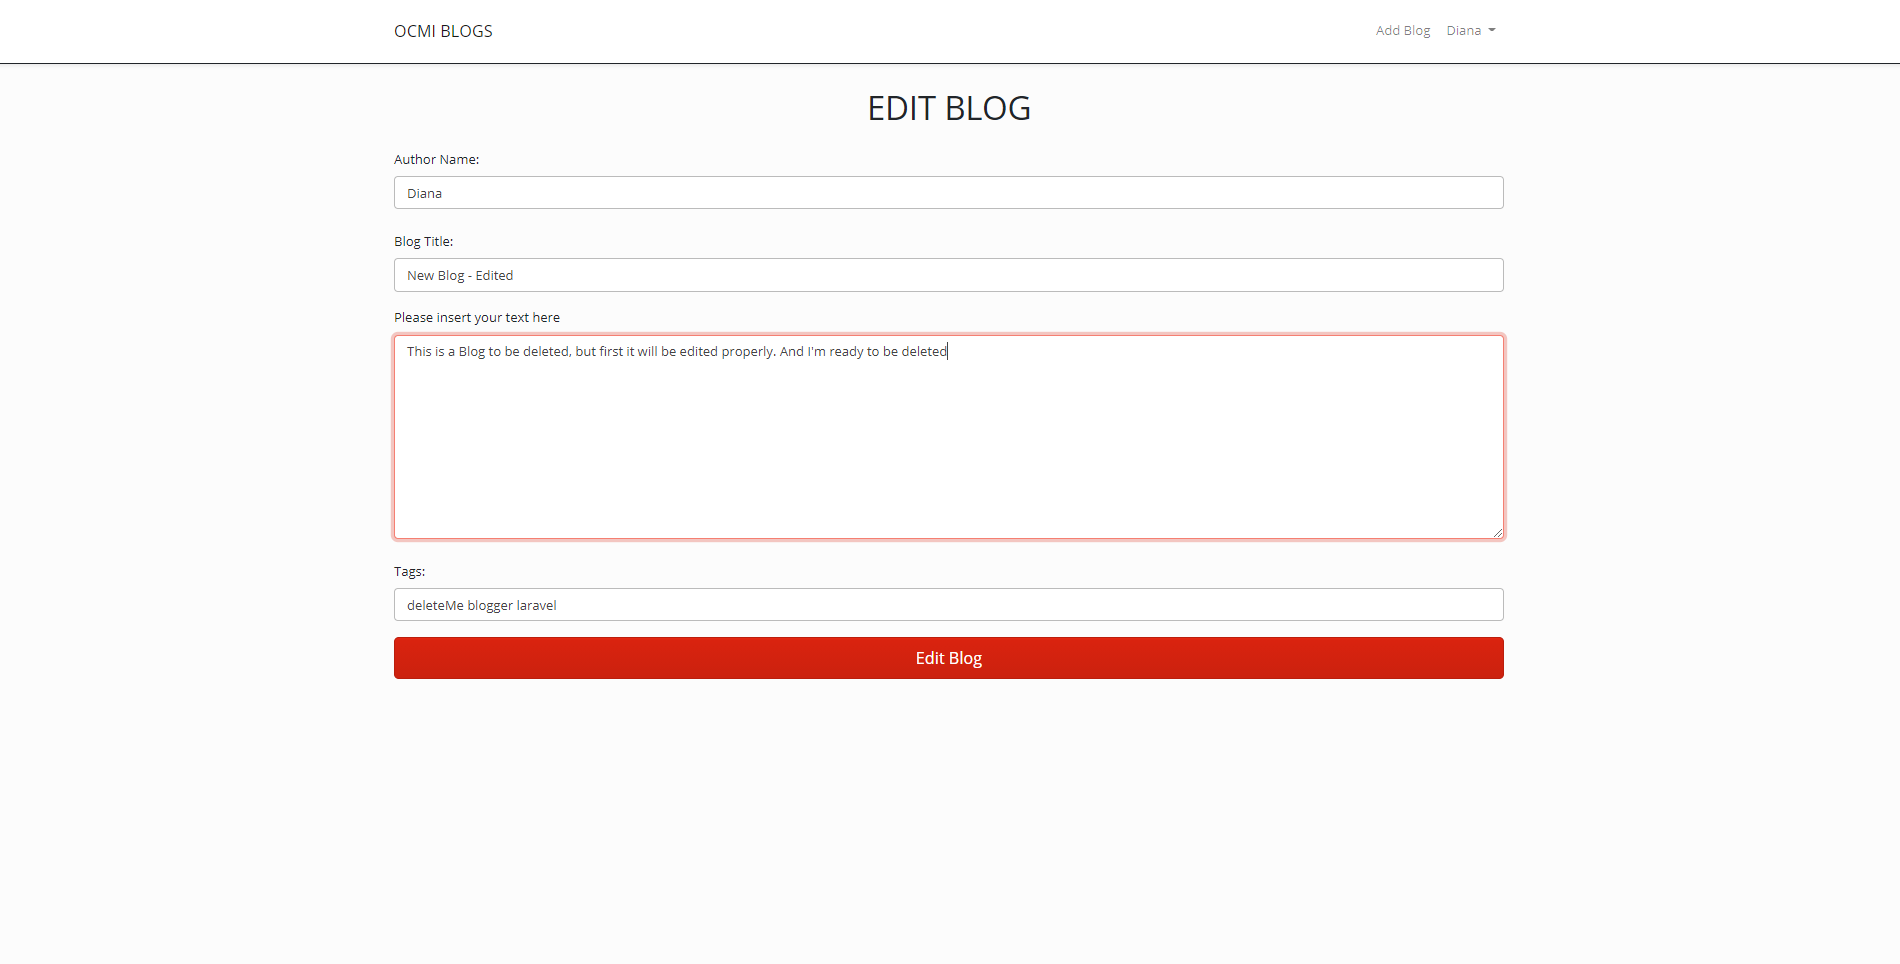 OCMI BLOGS
Add Blog
Diana
EDIT BLOG
Author Name:
Diana
Blog Title:
New Blog - Edited
Please insert your text here
This is a Blog to be deleted, but first it will be edited properly. And I'm ready to be deleted
Tags:
deleteMe blogger laravel
Edit Blog